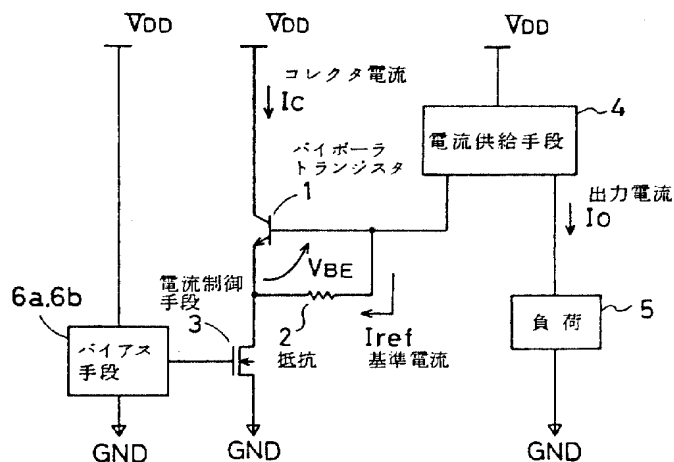 VDD
VDD
VDD
コレクタ電流
Ic
4
電流供給手段
バイポーラ
トランジスタ
1
出力電流
Io
VBE
電流制御
手段
6a.6b
3
バイアス
手段
2
抵抗
Iref
基準電流
負荷
5
GND
GND
GND